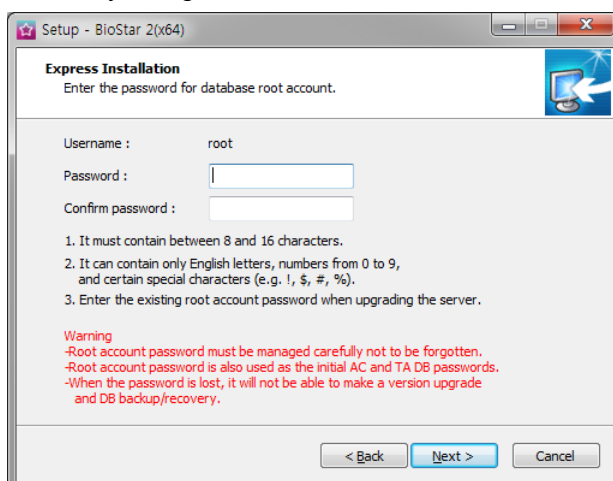 Setup - BioStar 2(x64)
Express Installation
Enter the password for database root account.
Username : root
Password :
Confirm password :
1. It must contain between 8 and 16 characters.
2. It can contain only English letters, numbers from 0 to 9,
and certain special characters (e.g. !, $, #, %).
3. Enter the existing root account password when upgrading the server.
Warning
-Root account password must be managed carefully not to be forgotten.
-Root account password is also used as the initial AC and TA DB passwords.
-When the password is lost, it will not be able to make a version upgrade
and DB backup/recovery.
< Back Next > Cancel